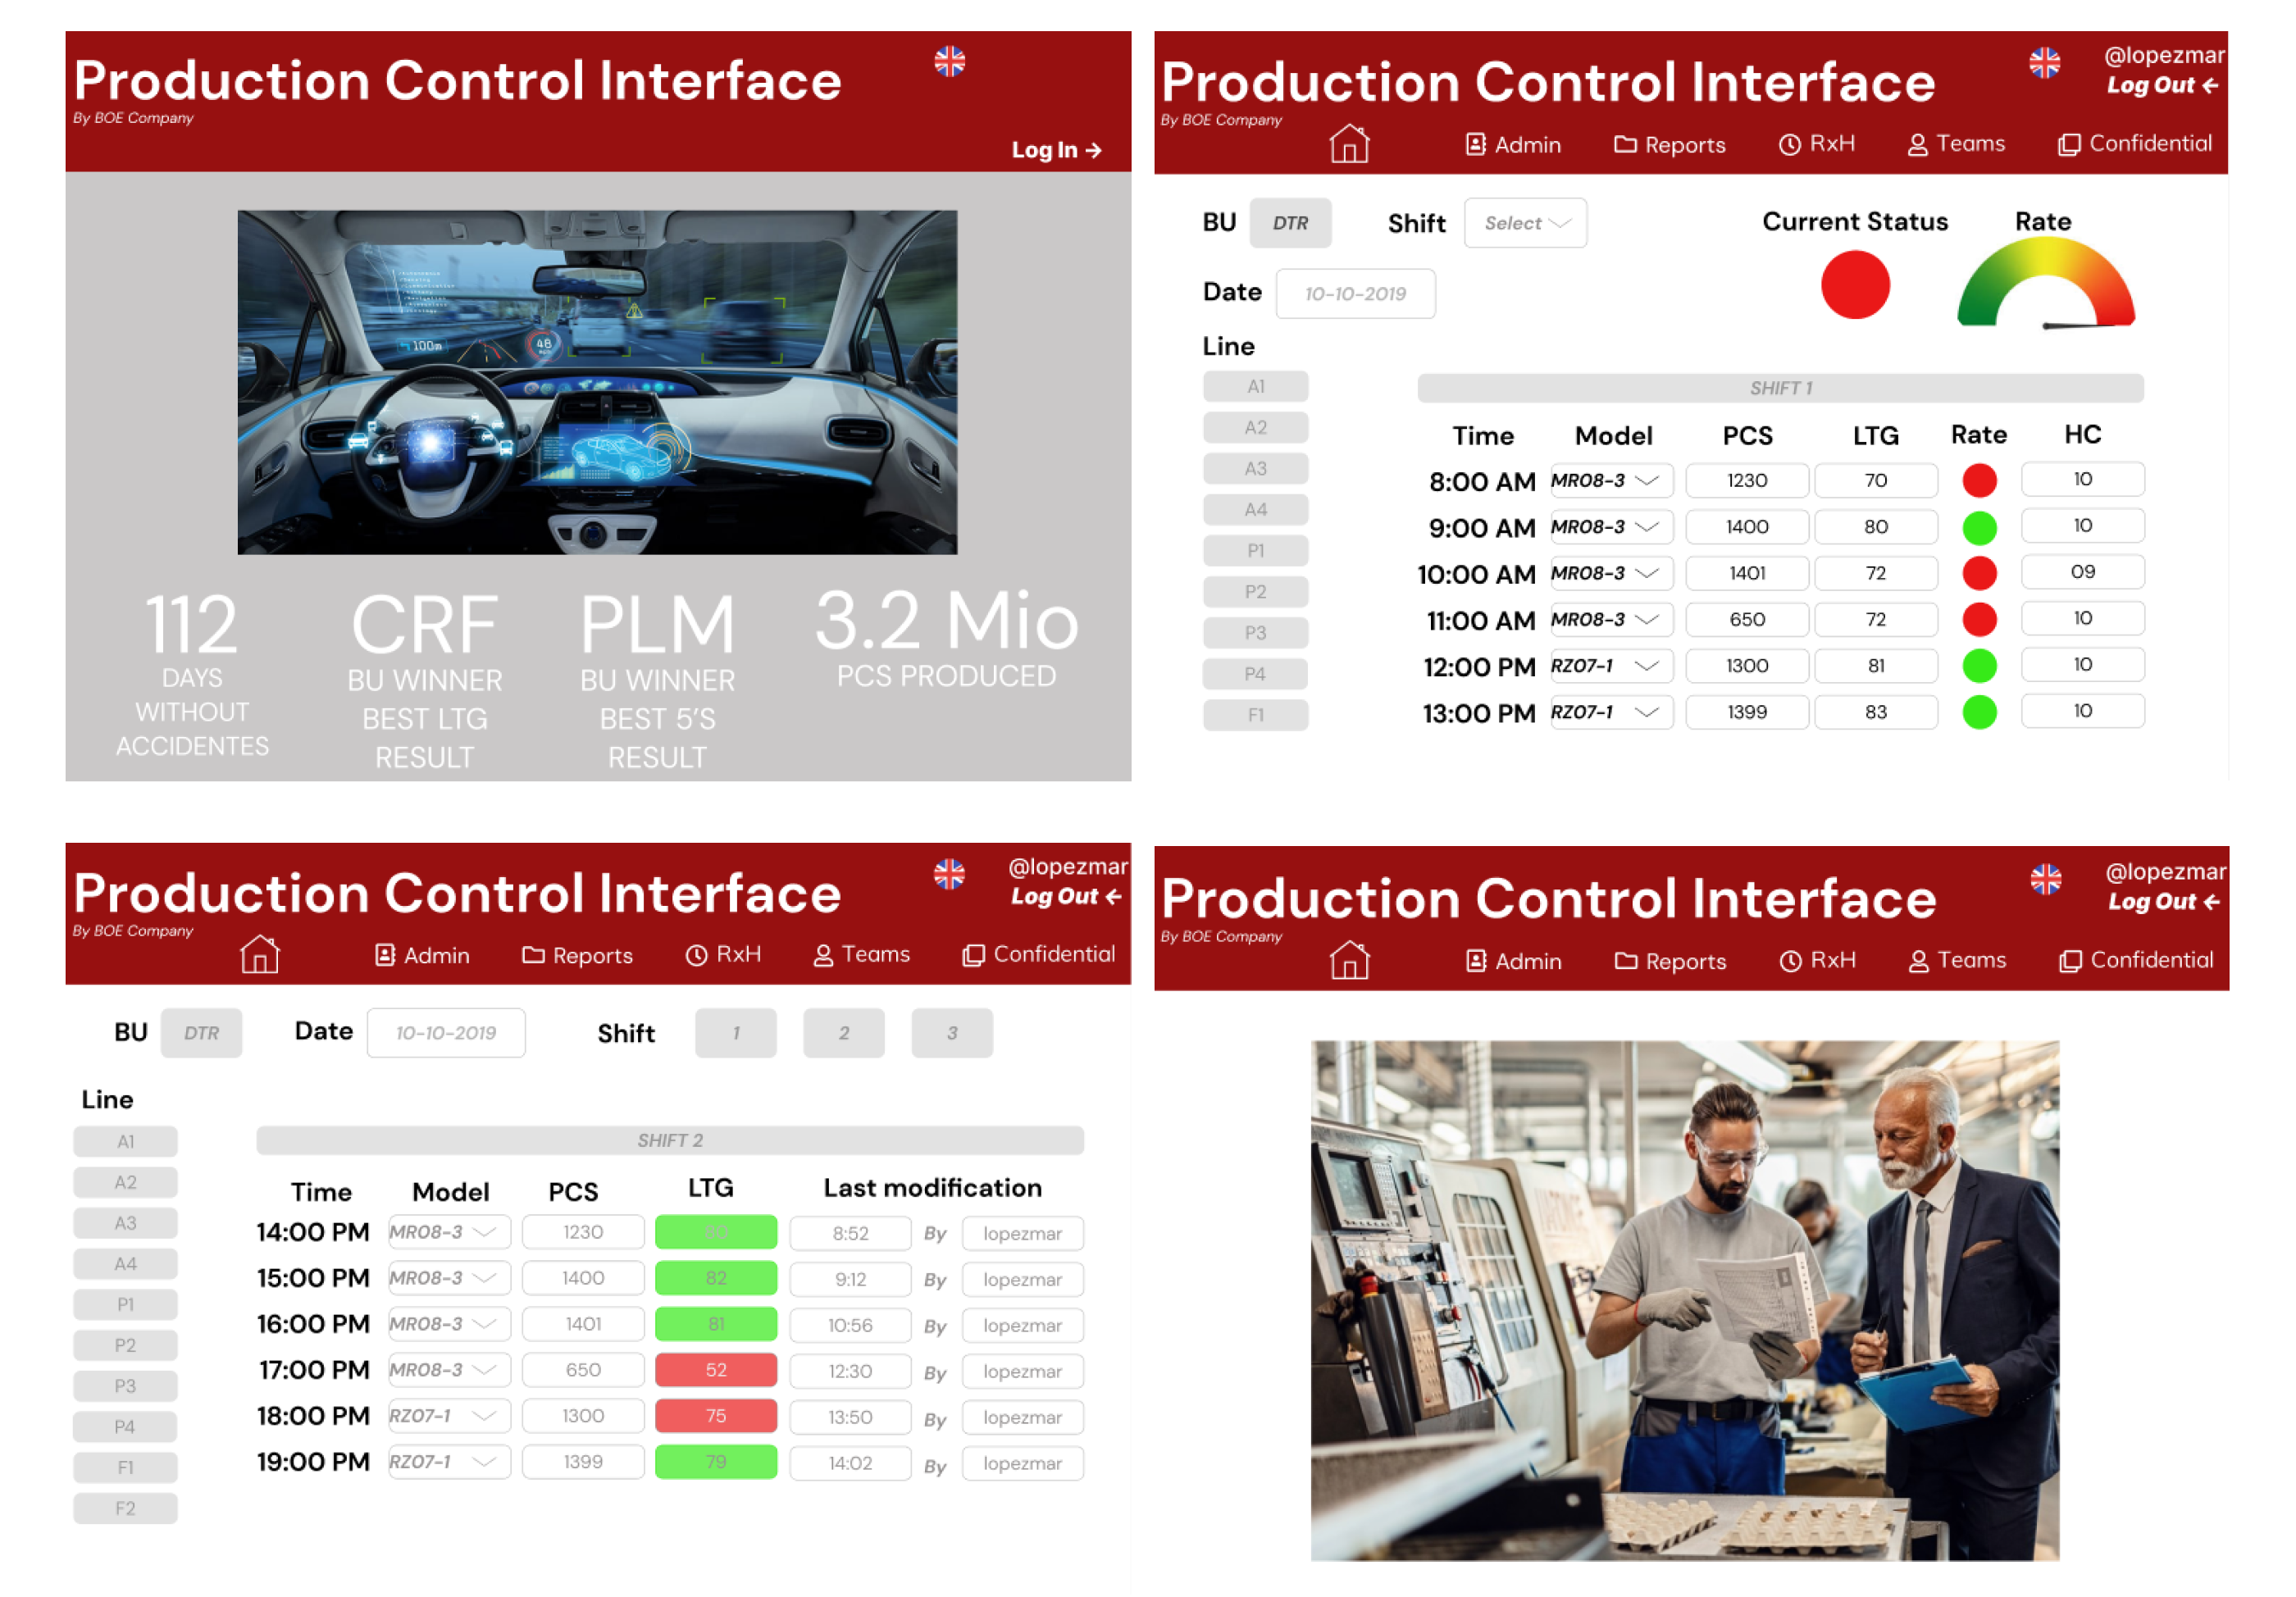 Production Control Interface
By BOE Company
Log In →
100m
48
112
DAYS
WITHOUT
ACCIDENTES
CRF
BU WINNER
BEST LTG
RESULT
PLM
BU WINNER
BEST 5'S
RESULT
3.2 Mio
PCS PRODUCED
Production Control Interface
By BOE Company
@lopezmar
Log Out ←
Admin Reports RxH Teams Confidential
BU DTR Shift Select Current Status Rate
Date 10-10-2019
Line
A1
A2
A3
A4
P1
P2
P3
P4
F1
SHIFT 1
Time Model PCS LTG Rate HC
8:00 AM MR08-3 1230 70 10
9:00 AM MR08-3 1400 80 10
10:00 AM MR08-3 1401 72 09
11:00 AM MR08-3 650 72 10
12:00 PM RZ07-1 1300 81 10
13:00 PM RZ07-1 1399 83 10
Production Control Interface
By BOE Company
@lopezmar
Log Out ←
Admin Reports RxH Teams Confidential
BU DTR Date 10-10-2019 Shift 1 2 3
Line
A1
A2
A3
A4
P1
P2
P3
P4
F1
F2
SHIFT 2
Time Model PCS LTG Last modification
14:00 PM MR08-3 1230 8:52 By lopezmar
15:00 PM MR08-3 1400 82 9:12 By lopezmar
16:00 PM MR08-3 1401 81 10:56 By lopezmar
17:00 PM MR08-3 650 52 12:30 By lopezmar
18:00 PM RZ07-1 1300 75 13:50 By lopezmar
19:00 PM RZ07-1 1399 79 14:02 By lopezmar
Production Control Interface
By BOE Company
@lopezmar
Log Out ←
Admin Reports RxH Teams Confidential